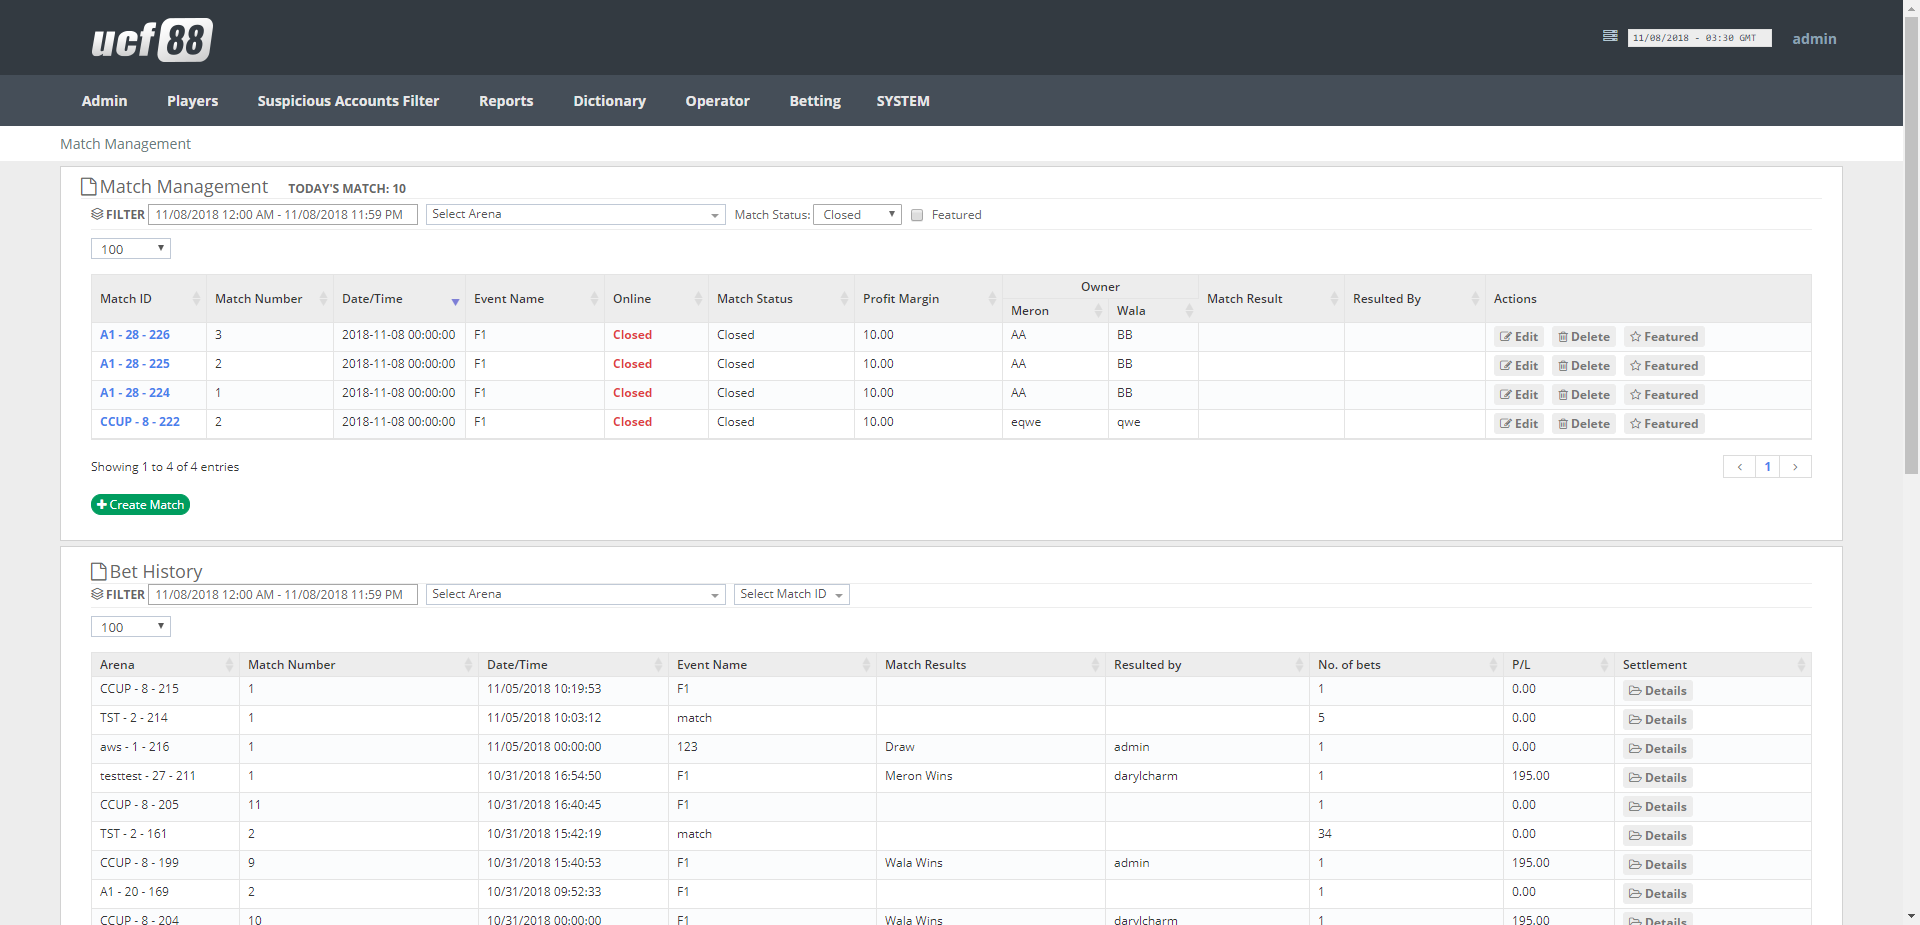 ucf 88
11/08/2018 - 03:30 GMT admin
Admin Players Suspicious Accounts Filter Reports Dictionary Operator Betting SYSTEM
Match Management
Match Management TODAY'S MATCH: 10
FILTER 11/08/2018 12:00 AM - 11/08/2018 11:59 PM Select Arena Match Status: Closed Featured
100
Owner
Match ID Match Number Date/Time Event Name Online Match Status Profit Margin Match Result Resulted By Actions
Meron Wala
A1 - 28 - 226 3 2018-11-08 00:00:00 F1 Closed Closed 10.00 AA BB Edit Delete Featured
A1 - 28 - 225 2 2018-11-08 00:00:00 F1 Closed Closed 10.00 AA BB Edit Delete Featured
A1 - 28 - 224 1 2018-11-08 00:00:00 F1 Closed Closed 10.00 AA BB Edit Delete Featured
CCUP - 8 - 222 2 2018-11-08 00:00:00 F1 Closed Closed 10.00 eqwe qwe Edit Delete Featured
Showing 1 to 4 of 4 entries ‹ 1 ›
Create Match
Bet History
FILTER 11/08/2018 12:00 AM - 11/08/2018 11:59 PM Select Arena Select Match ID
100
Arena Match Number Date/Time Event Name Match Results Resulted by No. of bets P/L Settlement
CCUP - 8 - 215 1 11/05/2018 10:19:53 F1 1 0.00 Details
TST - 2 - 214 1 11/05/2018 10:03:12 match 5 0.00 Details
aws - 1 - 216 1 11/05/2018 00:00:00 123 Draw admin 1 0.00 Details
testtest - 27 - 211 1 10/31/2018 16:54:50 F1 Meron Wins darylcharm 1 195.00 Details
CCUP - 8 - 205 11 10/31/2018 16:40:45 F1 1 0.00 Details
TST - 2 - 161 2 10/31/2018 15:42:19 match 34 0.00 Details
CCUP - 8 - 199 9 10/31/2018 15:40:53 F1 Wala Wins admin 1 195.00 Details
A1 - 20 - 169 2 10/31/2018 09:52:33 F1 1 0.00 Details
CCUP - 8 - 204 10 10/31/2018 00:00:00 F1 Wala Wins darylcharm 1 195.00 Details